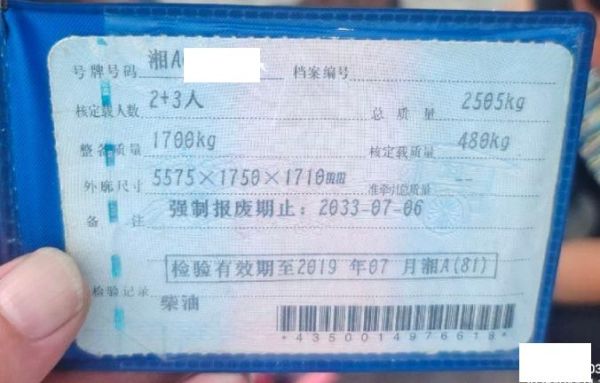 号牌号码 湘A 档案编号
核定载人数 2+3人 总质量 2505kg
整备质量 1700kg 核定载质量 480kg
外廓尺寸 5575×1750×1710mm 准牵引总质量 --
备注 强制报废期止:2033-07-06
检验有效期至2019年07月湘A(81)
检验记录
柴油
*4350014976618*